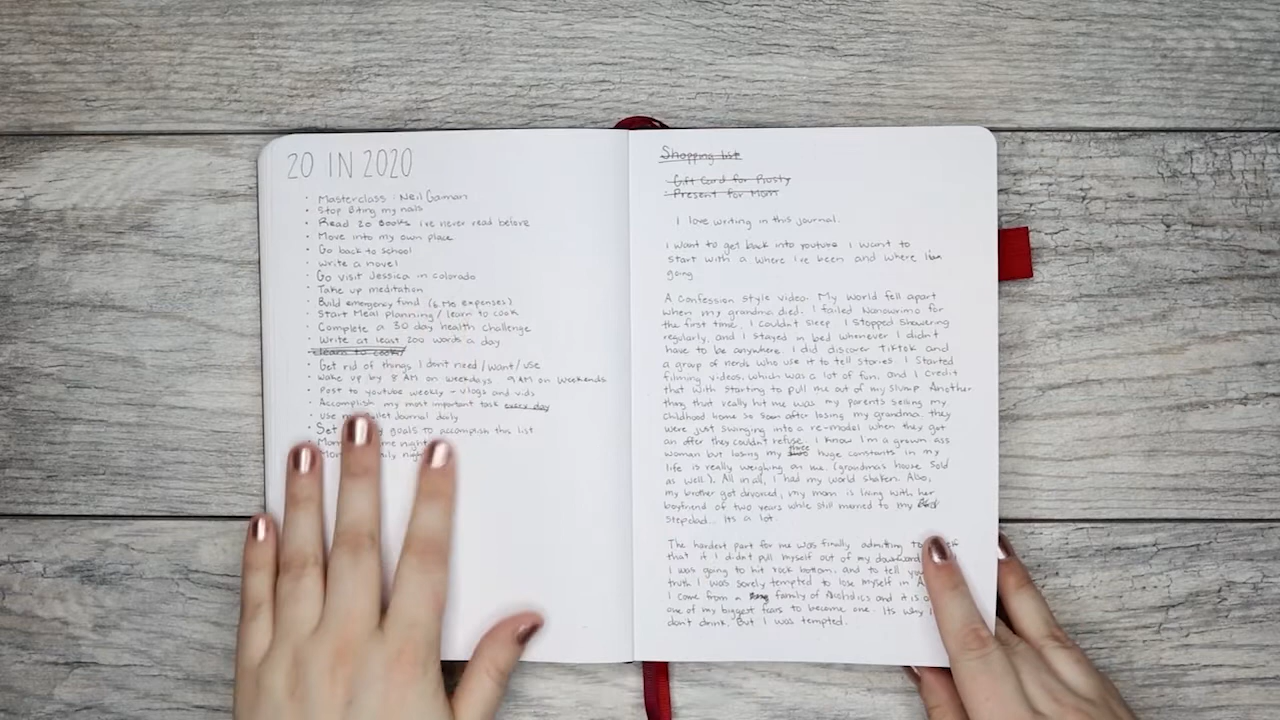 20 IN 2020
• Masterclass: Neil Gaiman
• Stop Biting my nails
• Read 20 Books I've never read before
• Move into my own place
• Go back to school
• write a novel
• Go visit Jessica in colorado
• Take up meditation
• Build emergency fund (6 Mo expenses)
• Start Meal Planning / learn to cook
• Complete a 30 day health challenge
• Write at least 200 words a day
• learn to cook
• Get rid of things I don't need / want / use
• wake up by 8 AM on weekdays 9 AM on weekends
• Post to youtube weekly - vlogs and vids
• Accomplish my most important task every day
• Use my Bullet Journal daily
• Set goals to accomplish this list
Shopping list
• Gift Card for
• Present for Mom
I love writing in this journal.
I want to get back into youtube I want to
start with a where I've been and where I'm
going
A Confession Style video. My world fell apart
when my grandma died. I failed Nanowrimo for
the first time. I couldn't sleep I stopped showering
regularly, and I stayed in bed whenever I didn't
have to be anywhere. I did discover TikTok and
a group of nerds who use it to tell stories. I started
filming videos, which was a lot of fun, and I credit
that with starting to pull me out of my slump Another
thing that really hit me was my parents selling my
Childhood home so soon after losing my grandma. they
were just swinging into a re-model when they got
an offer they couldn't refuse. I know I'm a grown ass
woman but losing my three huge constants in my
life is really weighing on me. (grandma's house sold
as well). All in all, I had my world shaken. Also,
my brother got divorced, my mom is living with her
boyfriend of two years while still married to my
stepdad... its a lot.
The hardest part for me was finally admitting to
that if I didn't pull myself out of my downward
I was going to hit rock bottom. and to tell
truth I was sorely tempted to lose myself in
I come from a family of Alcoholics and it is
one of my biggest fears to become one. Its why I
don't drink. But I was tempted.